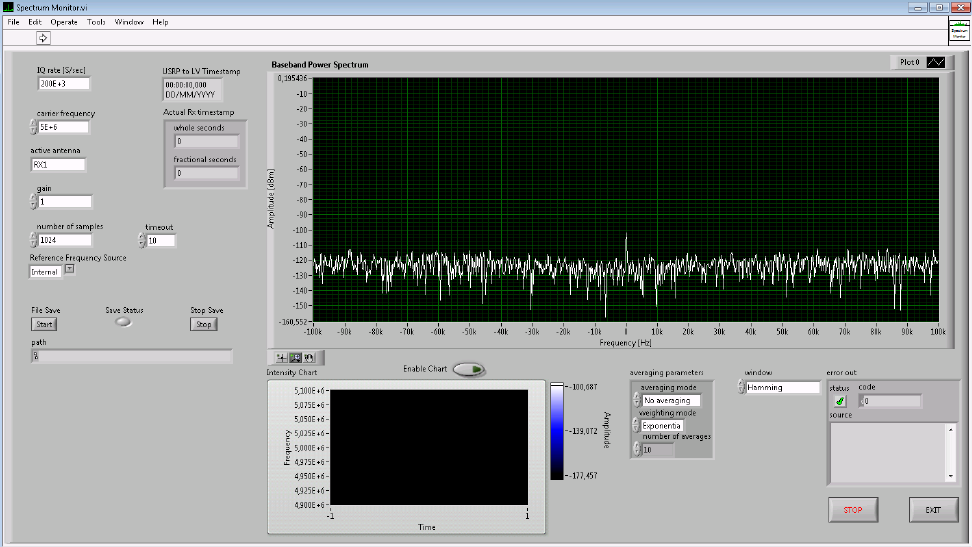 Spectrum Monitor.vi
File Edit Operate Tools Window Help
Spectrum
Monitor
IQ rate [S/sec]
200E+3
carrier frequency
5E+6
active antenna
RX1
gain
1
number of samples
1024
timeout
10
Reference Frequency Source
Internal
USRP to LV Timestamp
00:00:00,000
DD/MM/YYYY
Actual Rx timestamp
whole seconds
0
fractional seconds
0
File Save
Start
Save Status
Stop Save
Stop
path
Baseband Power Spectrum
Plot 0
Amplitude [dBm]
0,195436
-10
-20
-30
-40
-50
-60
-70
-80
-90
-100
-110
-120
-130
-140
-150
-160,552
-100k -90k -80k -70k -60k -50k -40k -30k -20k -10k 0 10k 20k 30k 40k 50k 60k 70k 80k 90k 100k
Frequency [Hz]
Intensity Chart
Enable Chart
Frequency
5,100E+6
5,075E+6
5,050E+6
5,025E+6
5,000E+6
4,975E+6
4,950E+6
4,925E+6
4,900E+6
-1 1
Time
-100,687
-139,072
-177,457
Amplitude
averaging parameters
averaging mode
No averaging
weighting mode
Exponentia
number of averages
10
window
Hamming
error out
status code
0
source
STOP EXIT